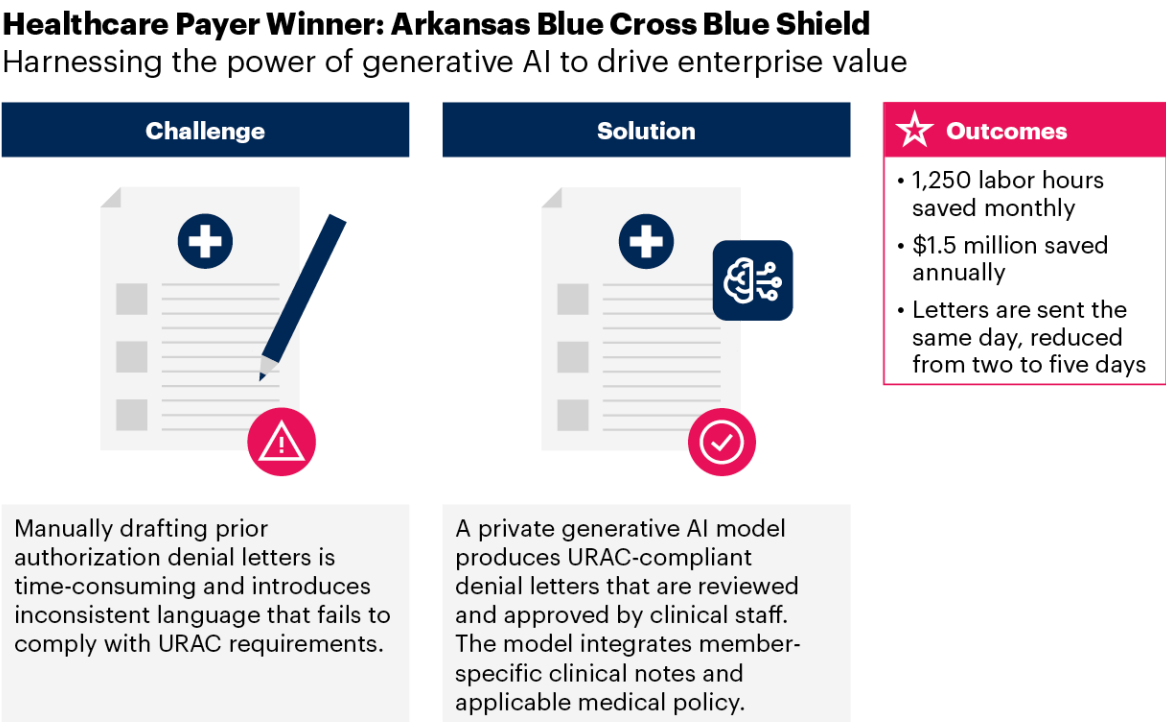 Healthcare Payer Winner: Arkansas Blue Cross Blue Shield
Harnessing the power of generative AI to drive enterprise value
Challenge
Manually drafting prior
authorization denial letters is
time-consuming and introduces
inconsistent language that fails to
comply with URAC requirements.
Solution
A private generative AI model
produces URAC-compliant
denial letters that are reviewed
and approved by clinical staff.
The model integrates member-
specific clinical notes and
applicable medical policy.
Outcomes
• 1,250 labor hours
saved monthly
• $1.5 million saved
annually
• Letters are sent the
same day, reduced
from two to five days